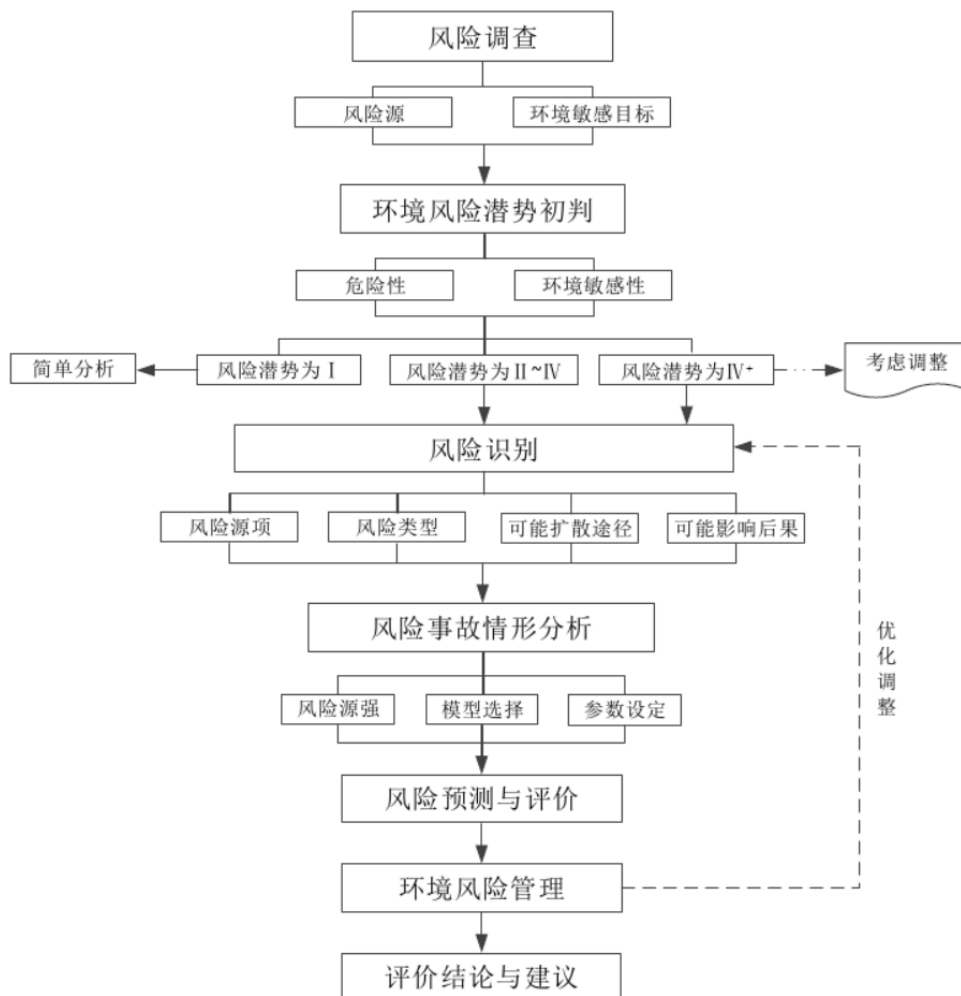 风险调查
风险源
环境敏感目标
环境风险潜势初判
危险性
环境敏感性
简单分析
风险潜势为Ⅰ
风险潜势为Ⅱ~Ⅳ
风险潜势为Ⅳ⁺
考虑调整
风险识别
风险源项
风险类型
可能扩散途径
可能影响后果
风险事故情形分析
风险源强
模型选择
参数设定
优化调整
风险预测与评价
环境风险管理
评价结论与建议